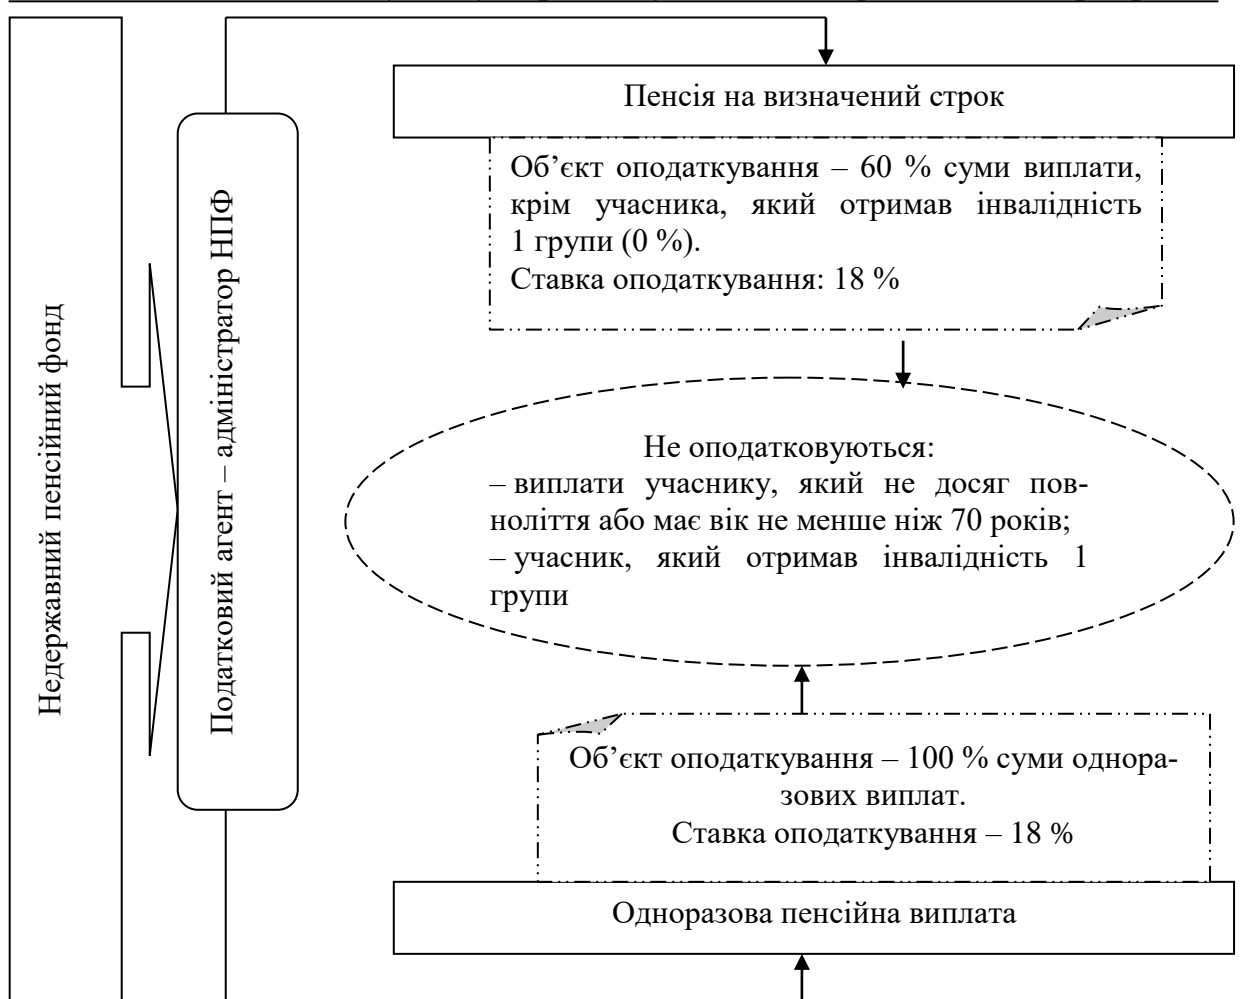 Недержавний пенсійний фонд
Податковий агент – адміністратор НПФ
Пенсія на визначений строк
Об’єкт оподаткування – 60 % суми виплати,
крім учасника, який отримав інвалідність
1 групи (0 %).
Ставка оподаткування: 18 %
Не оподатковуються:
– виплати учаснику, який не досяг пов-
ноліття або має вік не менше ніж 70 років;
– учасник, який отримав інвалідність 1
групи
Об’єкт оподаткування – 100 % суми однора-
зових виплат.
Ставка оподаткування – 18 %
Одноразова пенсійна виплата